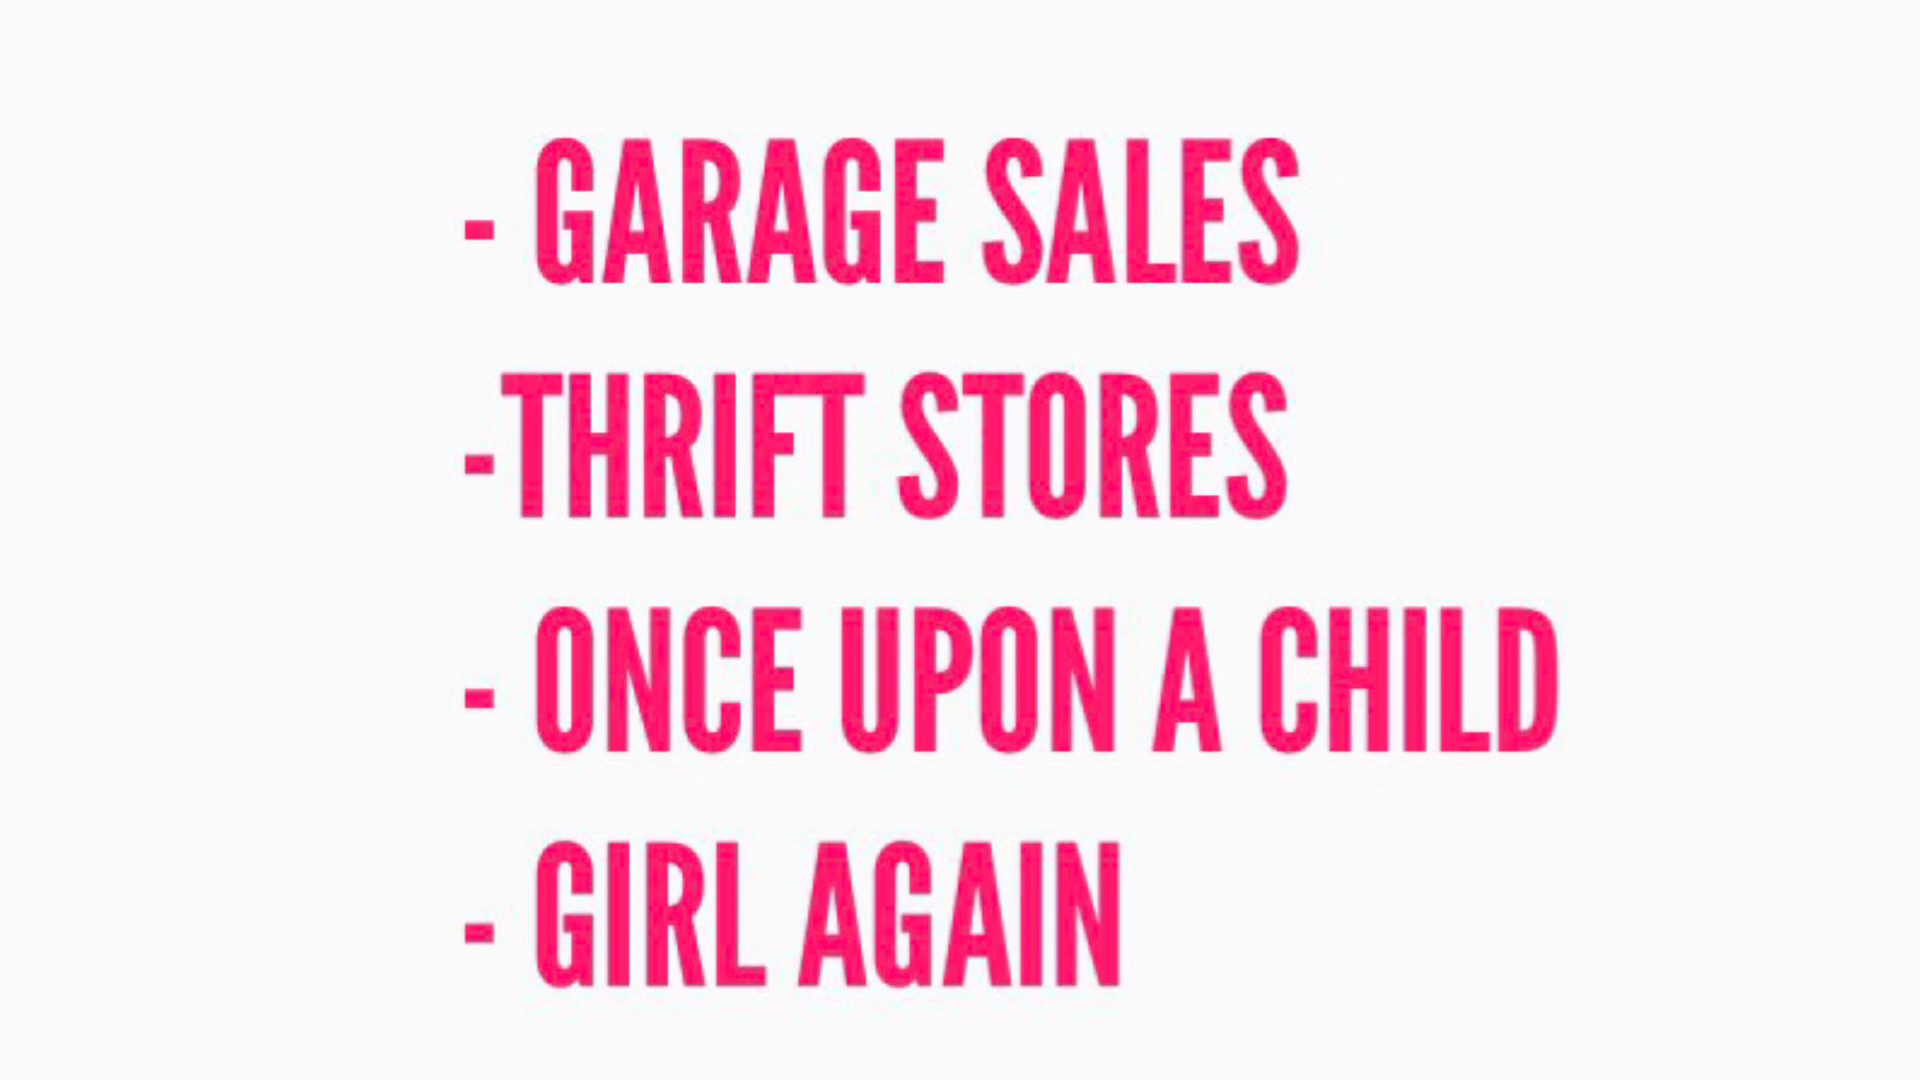 - GARAGE SALES
-THRIFT STORES
- ONCE UPON A CHILD
- GIRL AGAIN